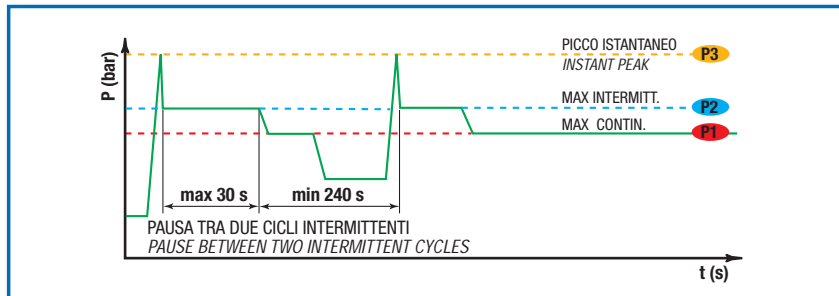 P (bar)
PICCO ISTANTANEO
INSTANT PEAK
P3
MAX INTERMITT.
P2
MAX CONTIN.
P1
max 30 s
min 240 s
PAUSA TRA DUE CICLI INTERMITTENTI
PAUSE BETWEEN TWO INTERMITTENT CYCLES
t (s)